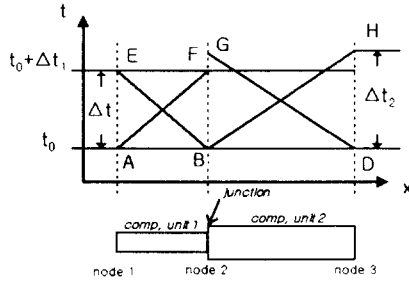 t
E F G H
t₀+Δt₁
Δt Δt₂
t₀
A B D
x
junction
comp, unit 1 comp, unit 2
node 1 node 2 node 3